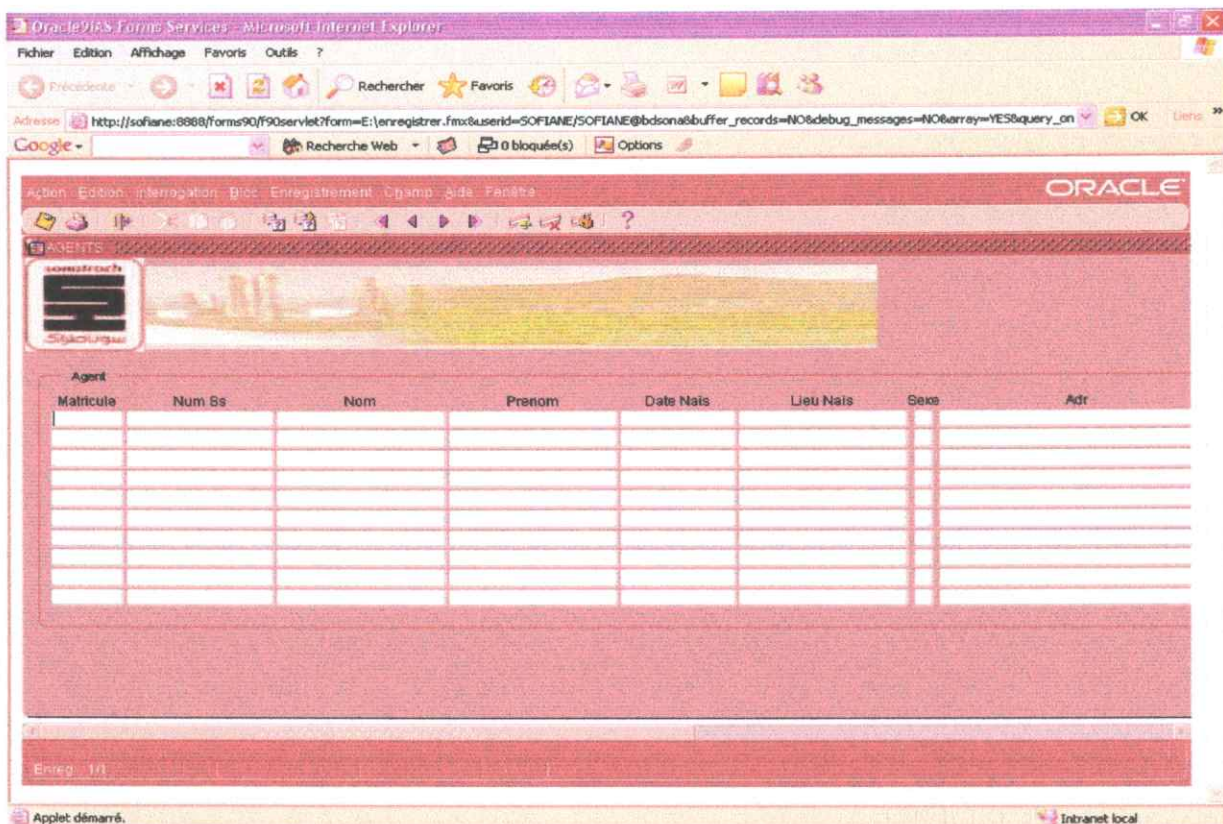 Oracle9iAS Forms Services - Microsoft Internet Explorer
Fichier Edition Affichage Favoris Outils ?
Précédente Rechercher Favoris
Adresse http://sofiane:8888/forms90/f90servlet?form=E:\enregistrer.fmx&userid=SOFIANE/SOFIANE@bdsona&buffer_records=NO&debug_messages=NO&array=YES&query_on OK Liens »
Google Recherche Web 0 bloquée(s) Options
Action Edition Interrogation Bloc Enregistrement Champ Aide Fenêtre ORACLE
?
AGENTS
sonatrach
سوناطراك
Agent
Matricule Num Ss Nom Prenom Date Nais Lieu Nais Sexe Adr
Enreg. 1/1
Applet démarré. Intranet local